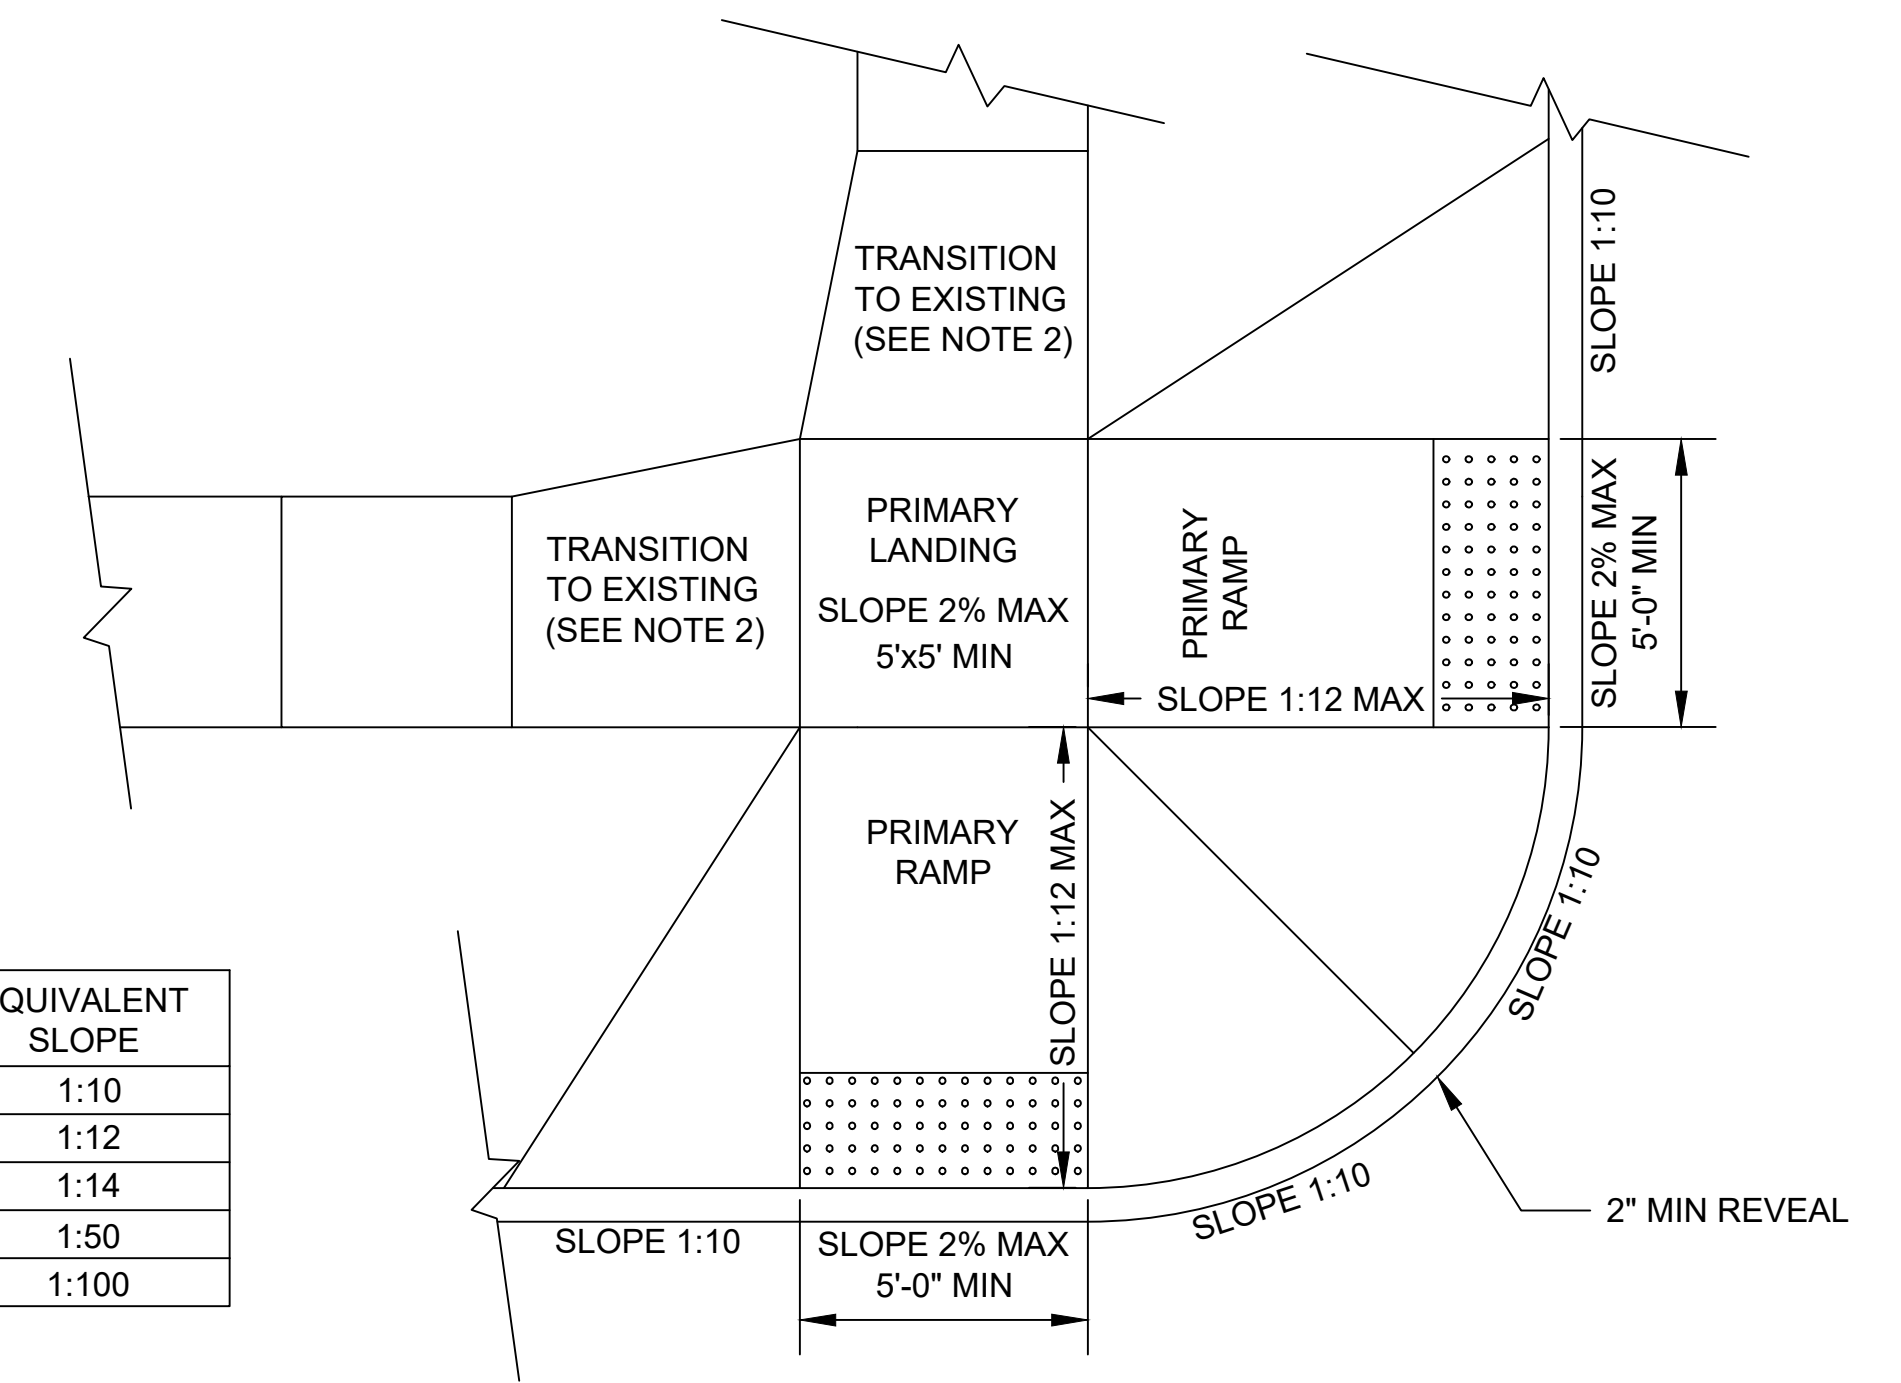 TRANSITION
TO EXISTING
(SEE NOTE 2)
SLOPE 1:10
TRANSITION
TO EXISTING
(SEE NOTE 2)
PRIMARY
LANDING
SLOPE 2% MAX
5'x5' MIN
PRIMARY
RAMP
SLOPE 1:12 MAX
SLOPE 2% MAX
5'-0" MIN
PRIMARY
RAMP
SLOPE 1:12 MAX
SLOPE 1:10
SLOPE 1:10
2" MIN REVEAL
SLOPE 1:10
SLOPE 2% MAX
5'-0" MIN
QUIVALENT
SLOPE
1:10
1:12
1:14
1:50
1:100